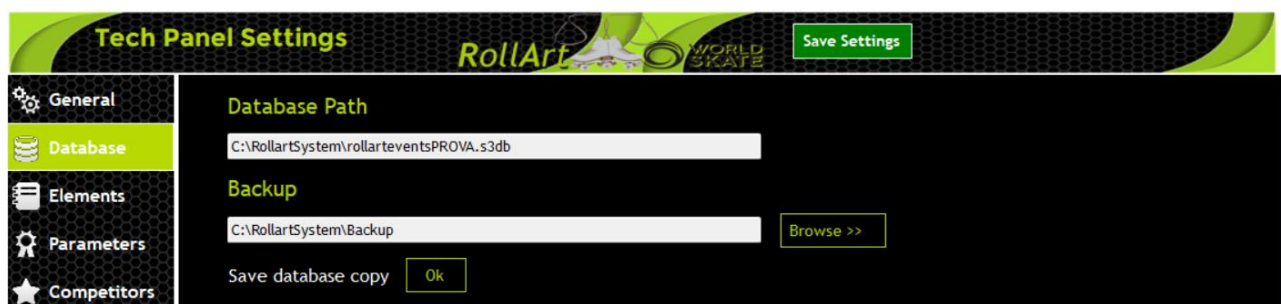 Tech Panel Settings
RollArt
WORLD
SKATE
Save Settings
General
Database Path
Database
C:\RollartSystem\rollarteventsPROVA.s3db
Elements
Backup
C:\RollartSystem\Backup
Browse >>
Parameters
Save database copy
Ok
Competitors